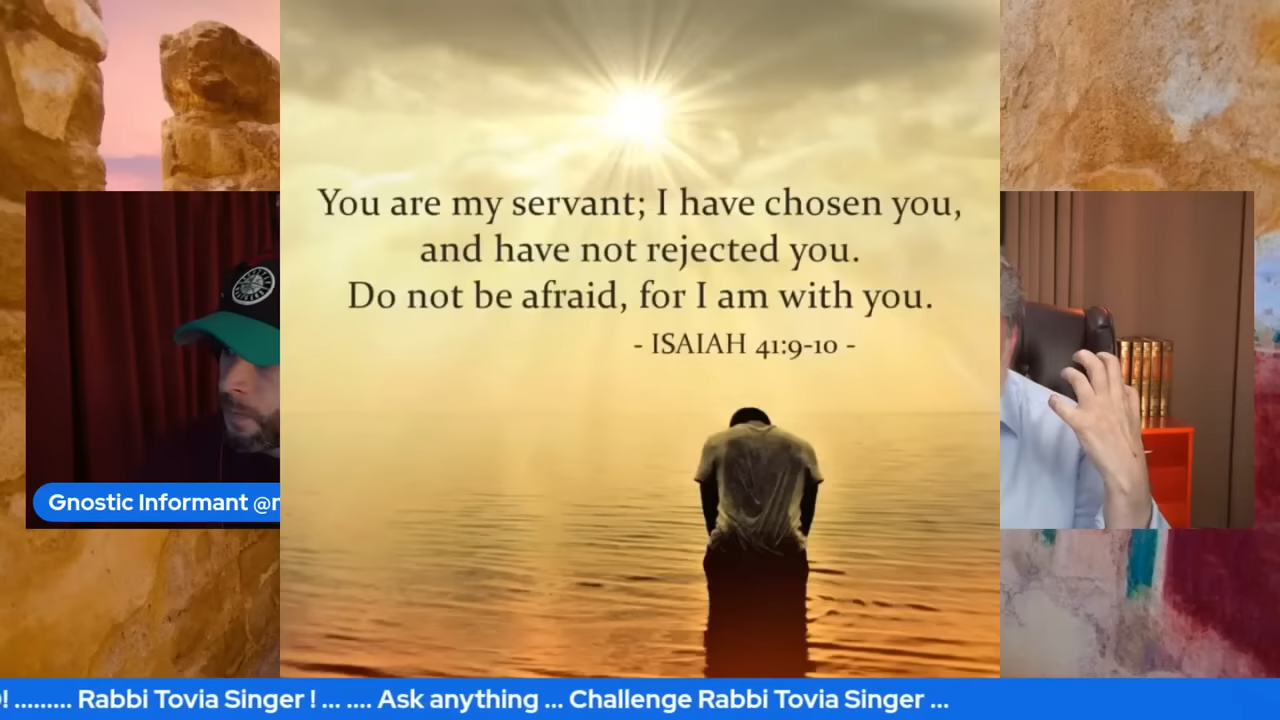 You are my servant; I have chosen you,
and have not rejected you.
Do not be afraid, for I am with you.
- ISAIAH 41:9-10 -
Gnostic Informant
! ......... Rabbi Tovia Singer ! ... .... Ask anything ... Challenge Rabbi Tovia Singer ...